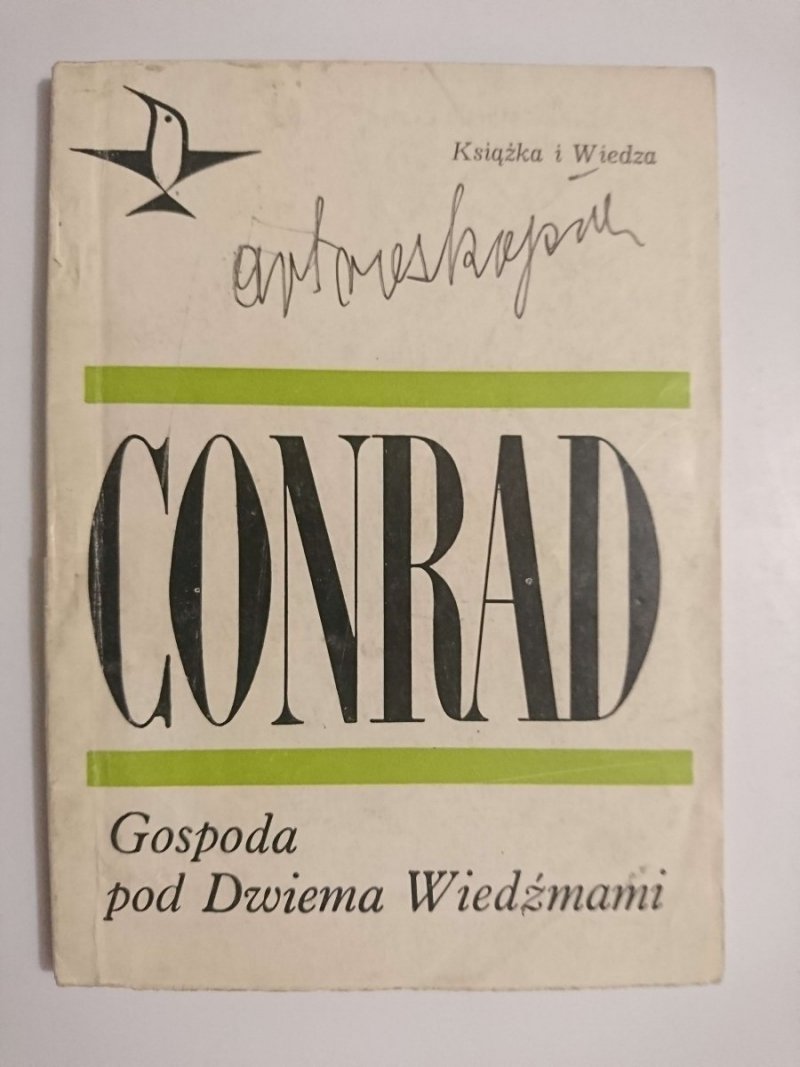 Książka i Wiedza
CONRAD
Gospoda
pod Dwiema Wiedźmami